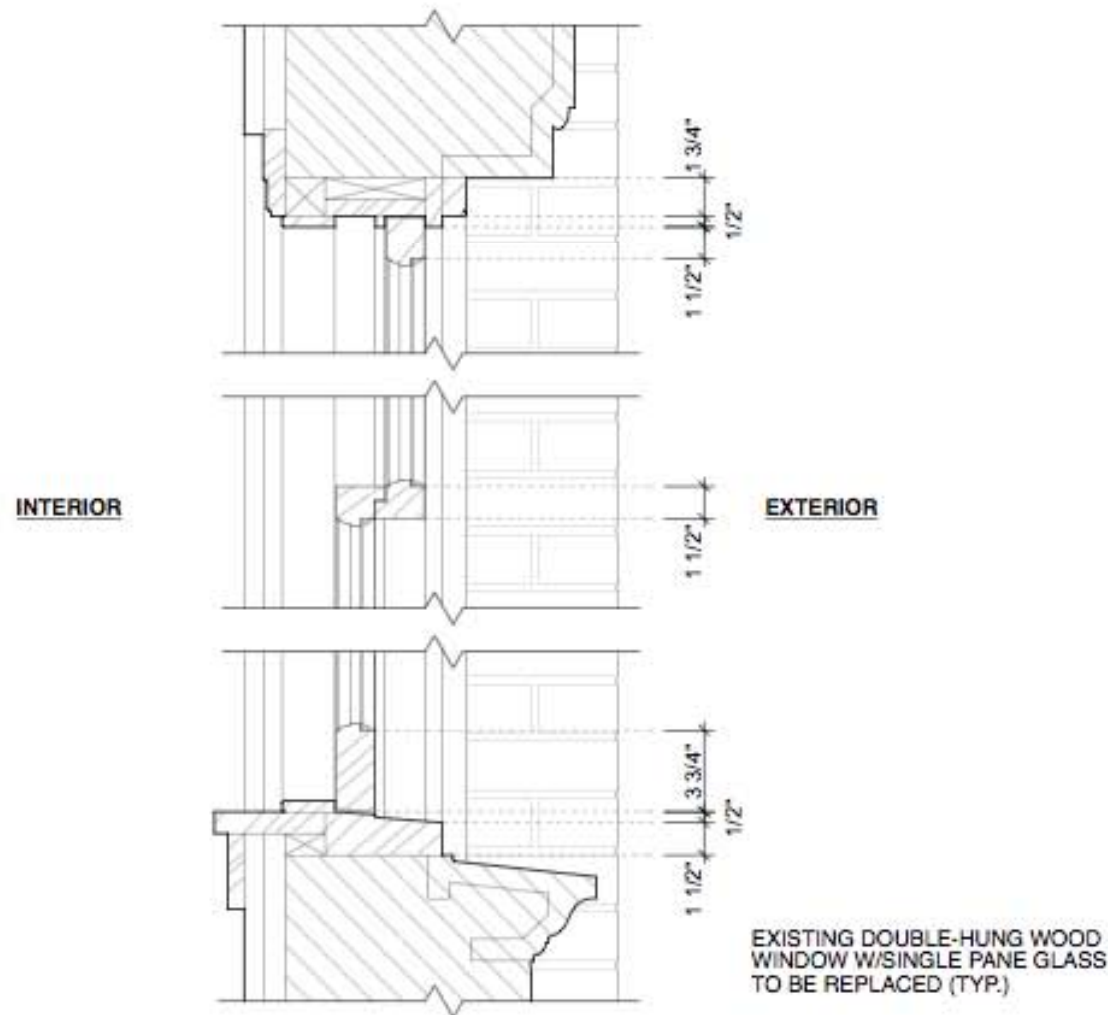 1 3/4"
1/2"
1 1/2"
INTERIOR
EXTERIOR
1 1/2"
3 3/4"
1/2"
1 1/2"
EXISTING DOUBLE-HUNG WOOD
WINDOW W/SINGLE PANE GLASS
TO BE REPLACED (TYP.)